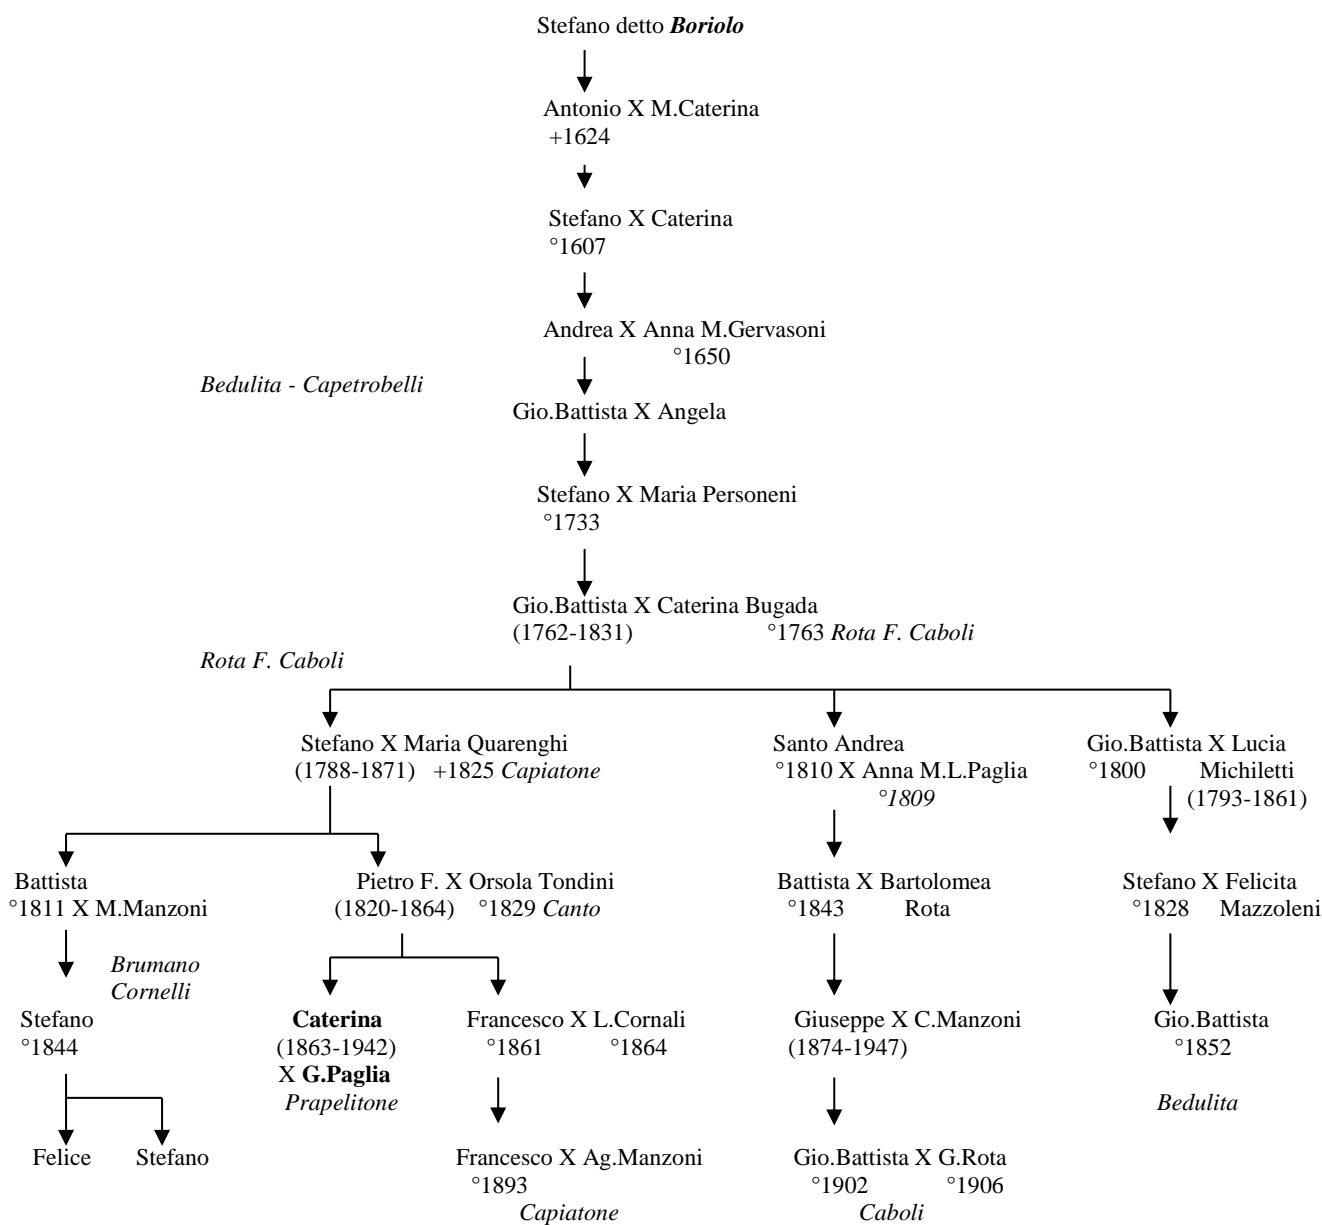 Stefano detto Boriolo
Antonio X M.Caterina
+1624
Stefano X Caterina
°1607
Andrea X Anna M.Gervasoni
°1650
Bedulita - Capetrobelli
Gio.Battista X Angela
Stefano X Maria Personeni
°1733
Gio.Battista X Caterina Bugada
(1762-1831) °1763 Rota F. Caboli
Rota F. Caboli
Stefano X Maria Quarenghi
(1788-1871) +1825 Capiatone
Santo Andrea
°1810 X Anna M.L.Paglia
°1809
Gio.Battista X Lucia
°1800 Michiletti
(1793-1861)
Battista
°1811 X M.Manzoni
Pietro F. X Orsola Tondini
(1820-1864) °1829 Canto
Battista X Bartolomea
°1843 Rota
Stefano X Felicita
°1828 Mazzoleni
Brumano
Cornelli
Stefano
°1844
Caterina
(1863-1942)
X G.Paglia
Prapelitone
Francesco X L.Cornali
°1861 °1864
Giuseppe X C.Manzoni
(1874-1947)
Gio.Battista
°1852
Bedulita
Felice Stefano
Francesco X Ag.Manzoni
°1893
Capiatone
Gio.Battista X G.Rota
°1902 °1906
Caboli